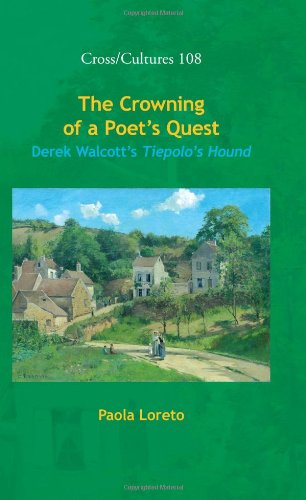 Cross/Cultures 108
The Crowning
of a Poet's Quest
Derek Walcott's Tiepolo's Hound
Paola Loreto